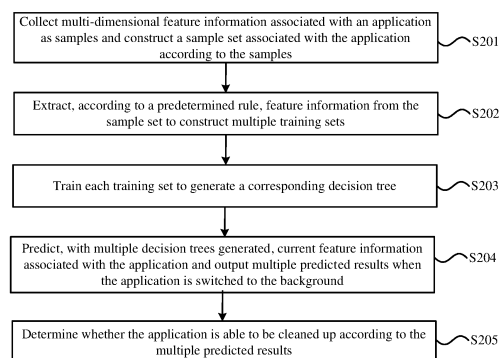 Collect multi-dimensional feature information associated with an application
as samples and construct a sample set associated with the application
according to the samples
S201
Extract, according to a predetermined rule, feature information from the
sample set to construct multiple training sets
S202
Train each training set to generate a corresponding decision tree
S203
Predict, with multiple decision trees generated, current feature information
associated with the application and output multiple predicted results when
the application is switched to the background
S204
Determine whether the application is able to be cleaned up according to the
multiple predicted results
S205